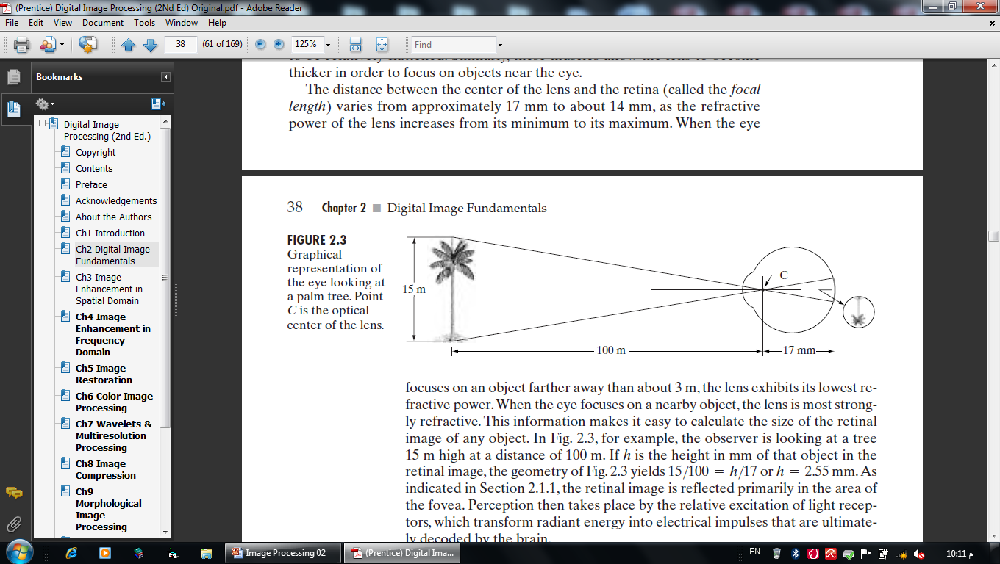 (Prentice) Digital Image Processing (2Nd Ed) Original.pdf - Adobe Reader
File Edit View Document Tools Window Help
38 (61 of 169) 125% Find
Bookmarks
Digital Image
Processing (2nd Ed.)
Copyright
Contents
Preface
Acknowledgements
About the Authors
Ch1 Introduction
Ch2 Digital Image
Fundamentals
Ch3 Image
Enhancement in
Spatial Domain
Ch4 Image
Enhancement in
Frequency
Domain
Ch5 Image
Restoration
Ch6 Color Image
Processing
Ch7 Wavelets &
Multiresolution
Processing
Ch8 Image
Compression
Ch9
Morphological
Image
Processing
thicker in order to focus on objects near the eye.
The distance between the center of the lens and the retina (called the focal
length) varies from approximately 17 mm to about 14 mm, as the refractive
power of the lens increases from its minimum to its maximum. When the eye
38 Chapter 2 ■ Digital Image Fundamentals
FIGURE 2.3
Graphical
representation of
the eye looking at
a palm tree. Point
C is the optical
center of the lens.
15 m
C
100 m
17 mm
focuses on an object farther away than about 3 m, the lens exhibits its lowest re-
fractive power. When the eye focuses on a nearby object, the lens is most strong-
ly refractive. This information makes it easy to calculate the size of the retinal
image of any object. In Fig. 2.3, for example, the observer is looking at a tree
15 m high at a distance of 100 m. If h is the height in mm of that object in the
retinal image, the geometry of Fig. 2.3 yields 15/100 = h/17 or h = 2.55 mm. As
indicated in Section 2.1.1, the retinal image is reflected primarily in the area of
the fovea. Perception then takes place by the relative excitation of light recep-
tors, which transform radiant energy into electrical impulses that are ultimate-
ly decoded by the brain.
Image Processing 02
(Prentice) Digital Ima...
EN
10:11 م